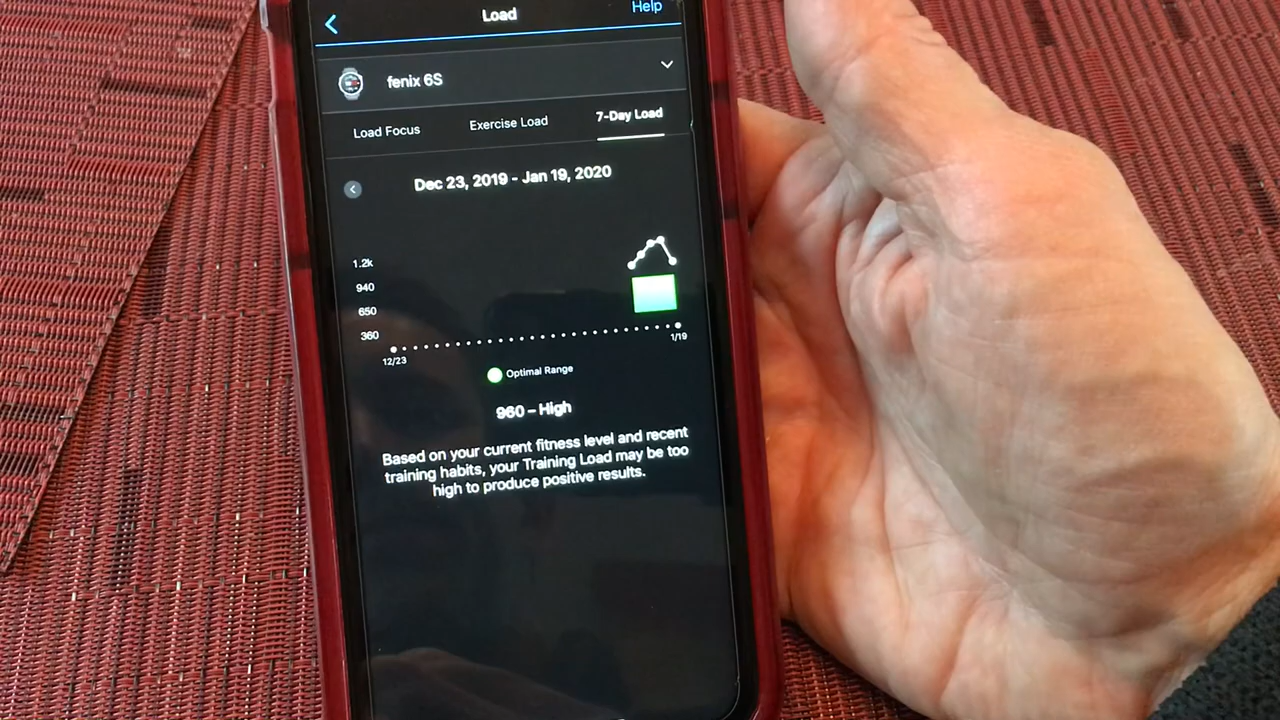 Load
Help
fenix 6S
Load Focus
Exercise Load
7-Day Load
Dec 23, 2019 - Jan 19, 2020
1.2k
940
650
360
12/23
1/19
Optimal Range
960 – High
Based on your current fitness level and recent
training habits, your Training Load may be too
high to produce positive results.